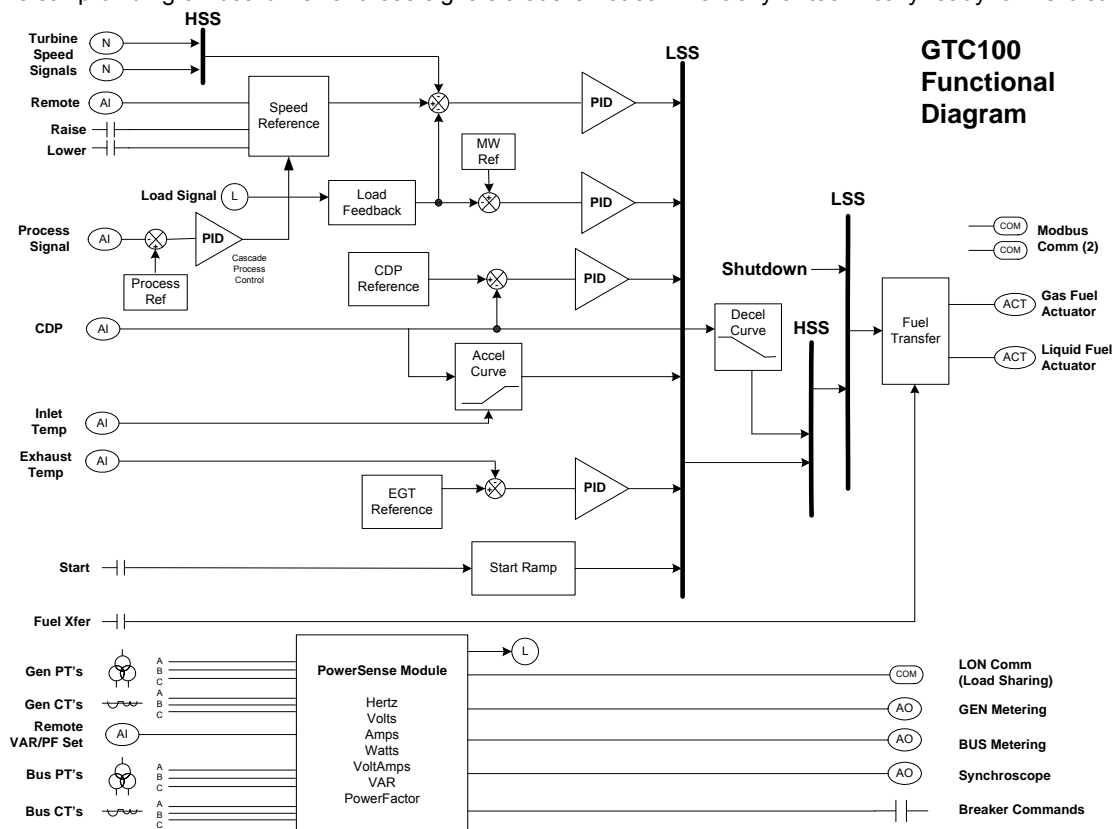 HSS
Turbine
Speed
Signals
N
N
GTC100
Functional
Diagram
LSS
Remote
AI
Speed
Reference
PID
Raise
Lower
MW
Ref
Load Signal
L
Load
Feedback
PID
LSS
Process
Signal
AI
PID
Cascade
Process
Control
Process
Ref
COM
COM
Modbus
Comm (2)
CDP
Reference
PID
Shutdown
CDP
AI
Decel
Curve
HSS
Fuel
Transfer
ACT
Gas Fuel
Actuator
ACT
Liquid Fuel
Actuator
Accel
Curve
Inlet
Temp
AI
Exhaust
Temp
AI
EGT
Reference
PID
Start
Start Ramp
Fuel Xfer
Gen PT's
A
B
C
Gen CT's
A
B
C
Remote
VAR/PF Set
AI
Bus PT's
A
B
C
Bus CT's
A
B
C
PowerSense Module
Hertz
Volts
Amps
Watts
VoltAmps
VAR
PowerFactor
L
COM
LON Comm
(Load Sharing)
AO
GEN Metering
AO
BUS Metering
AO
Synchroscope
Breaker Commands